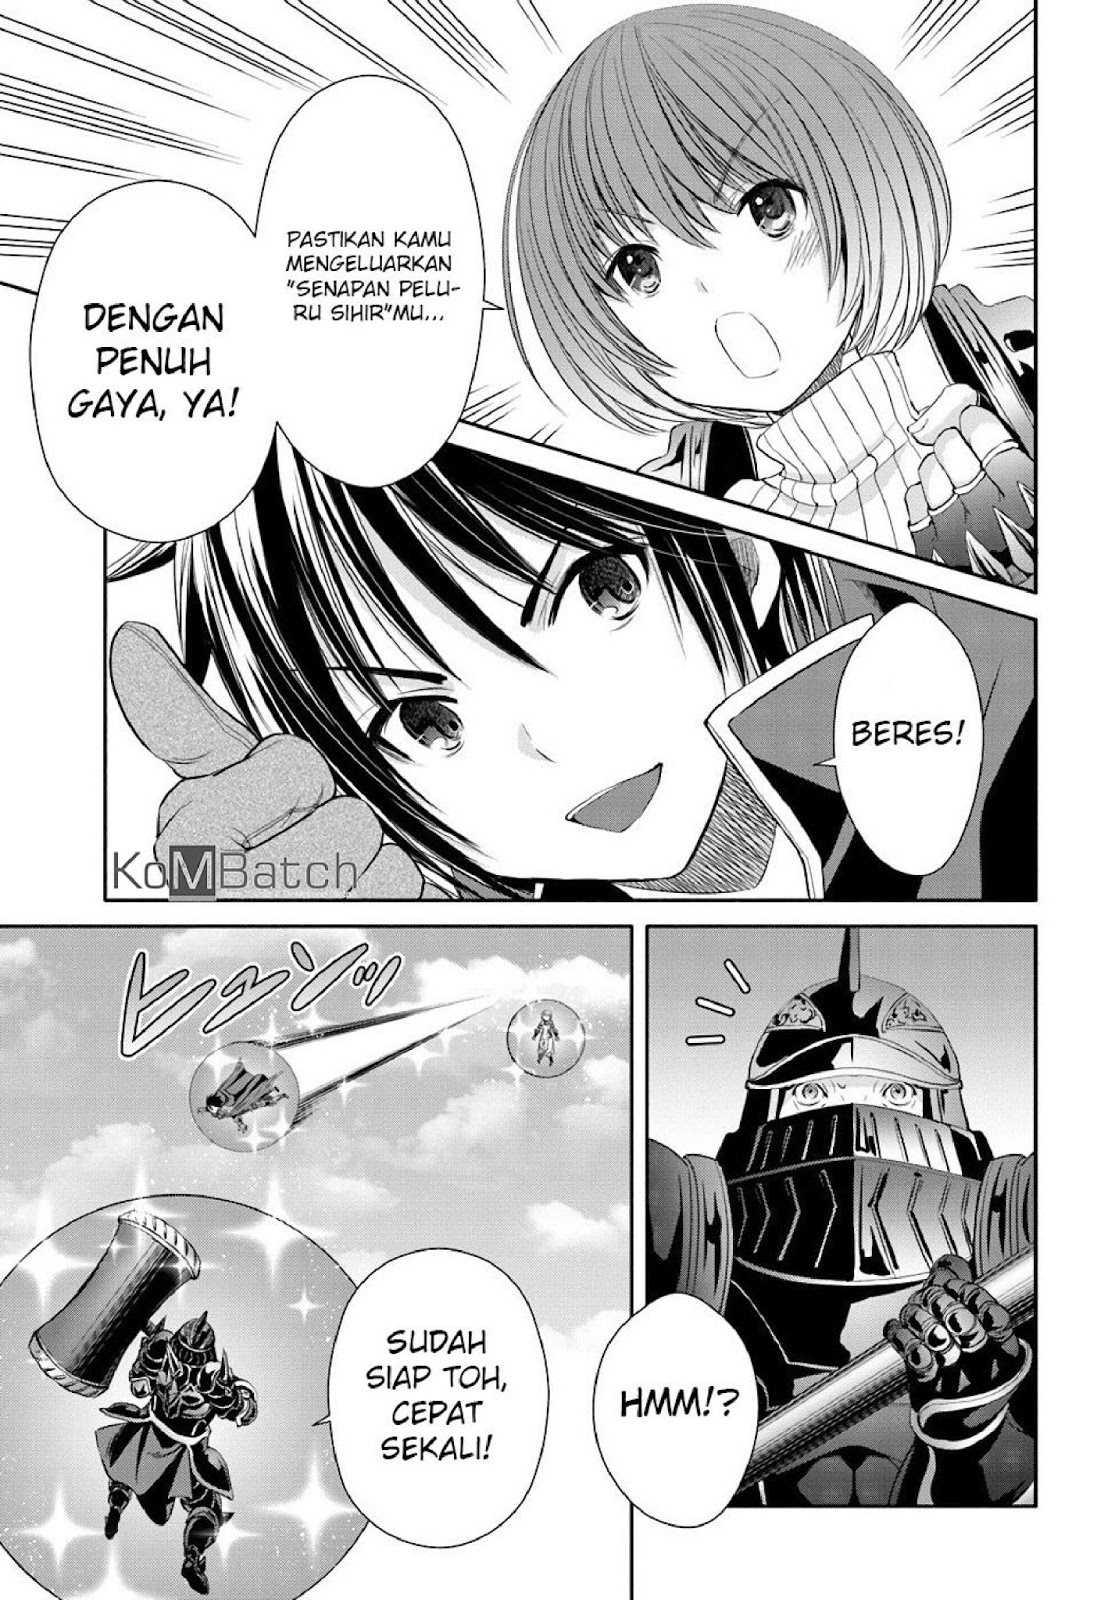 PASTIKAN KAMU
MENGELUARKAN
"SENAPAN PELU-
RU SIHIR"MU...
DENGAN
PENUH
GAYA, YA!
BERES!
KoMBatch
HMM!?
ヒュンッ
SUDAH
SIAP TOH,
CEPAT
SEKALI!